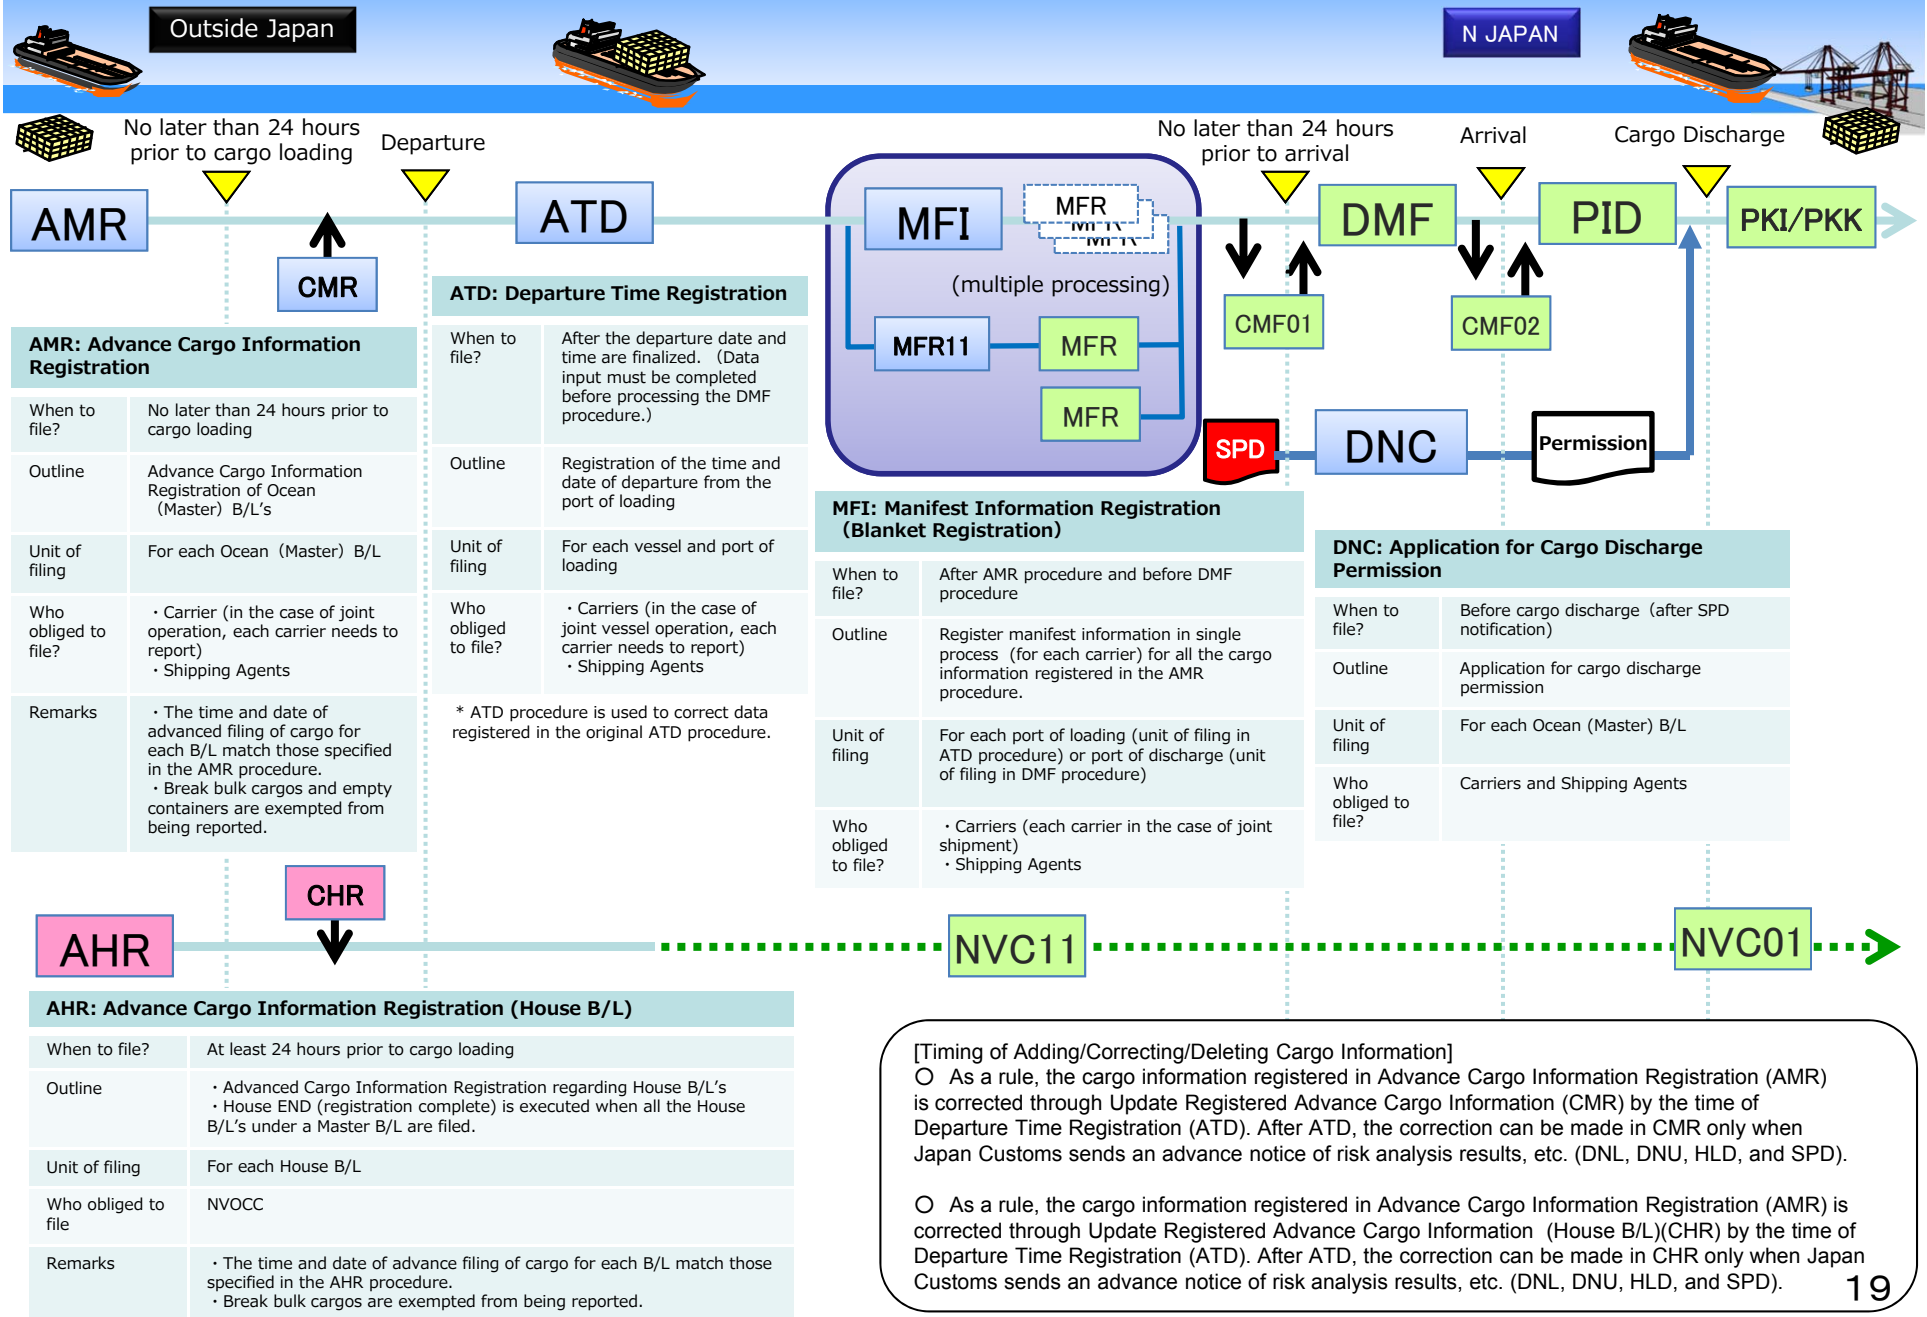 Outside Japan
N JAPAN
No later than 24 hours
prior to cargo loading
Departure
No later than 24 hours
prior to arrival
Arrival
Cargo Discharge
AMR
CMR
ATD
MFI
MFR
MFR
MFR
(multiple processing)
MFR11
MFR
MFR
DMF
PID
PKI/PKK
CMF01
CMF02
SPD
DNC
Permission
AMR: Advance Cargo Information
Registration
When to
file?
No later than 24 hours prior to
cargo loading
Outline
Advance Cargo Information
Registration of Ocean
（Master）B/L's
Unit of
filing
For each Ocean（Master）B/L
Who
obliged to
file?
・Carrier (in the case of joint
operation, each carrier needs to
report)
・Shipping Agents
Remarks
・The time and date of
advanced filing of cargo for
each B/L match those specified
in the AMR procedure.
・Break bulk cargos and empty
containers are exempted from
being reported.
ATD: Departure Time Registration
When to
file?
After the departure date and
time are finalized. （Data
input must be completed
before processing the DMF
procedure.）
Outline
Registration of the time and
date of departure from the
port of loading
Unit of
filing
For each vessel and port of
loading
Who
obliged
to file?
・Carriers (in the case of
joint vessel operation, each
carrier needs to report)
・Shipping Agents
* ATD procedure is used to correct data
registered in the original ATD procedure.
MFI: Manifest Information Registration
（Blanket Registration）
When to
file?
After AMR procedure and before DMF
procedure
Outline
Register manifest information in single
process （for each carrier) for all the cargo
information registered in the AMR
procedure.
Unit of
filing
For each port of loading (unit of filing in
ATD procedure) or port of discharge (unit
of filing in DMF procedure)
Who
obliged
to file?
・Carriers (each carrier in the case of joint
shipment)
・Shipping Agents
DNC: Application for Cargo Discharge
Permission
When to
file?
Before cargo discharge（after SPD
notification)
Outline
Application for cargo discharge
permission
Unit of
filing
For each Ocean (Master) B/L
Who
obliged to
file?
Carriers and Shipping Agents
CHR
AHR
NVC11
NVC01
AHR: Advance Cargo Information Registration (House B/L)
When to file?
At least 24 hours prior to cargo loading
Outline
・Advanced Cargo Information Registration regarding House B/L's
・House END (registration complete) is executed when all the House
B/L's under a Master B/L are filed.
Unit of filing
For each House B/L
Who obliged to
file
NVOCC
Remarks
・The time and date of advance filing of cargo for each B/L match those
specified in the AHR procedure.
・Break bulk cargos are exempted from being reported.
[Timing of Adding/Correcting/Deleting Cargo Information]
○ As a rule, the cargo information registered in Advance Cargo Information Registration (AMR)
is corrected through Update Registered Advance Cargo Information (CMR) by the time of
Departure Time Registration (ATD). After ATD, the correction can be made in CMR only when
Japan Customs sends an advance notice of risk analysis results, etc. (DNL, DNU, HLD, and SPD).
○ As a rule, the cargo information registered in Advance Cargo Information Registration (AMR) is
corrected through Update Registered Advance Cargo Information (House B/L)(CHR) by the time of
Departure Time Registration (ATD). After ATD, the correction can be made in CHR only when Japan
Customs sends an advance notice of risk analysis results, etc. (DNL, DNU, HLD, and SPD).
19